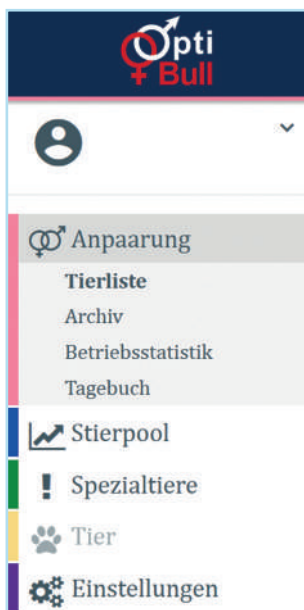 Opti
Bull
Anpaarung
Tierliste
Archiv
Betriebsstatistik
Tagebuch
Stierpool
Spezialtiere
Tier
Einstellungen